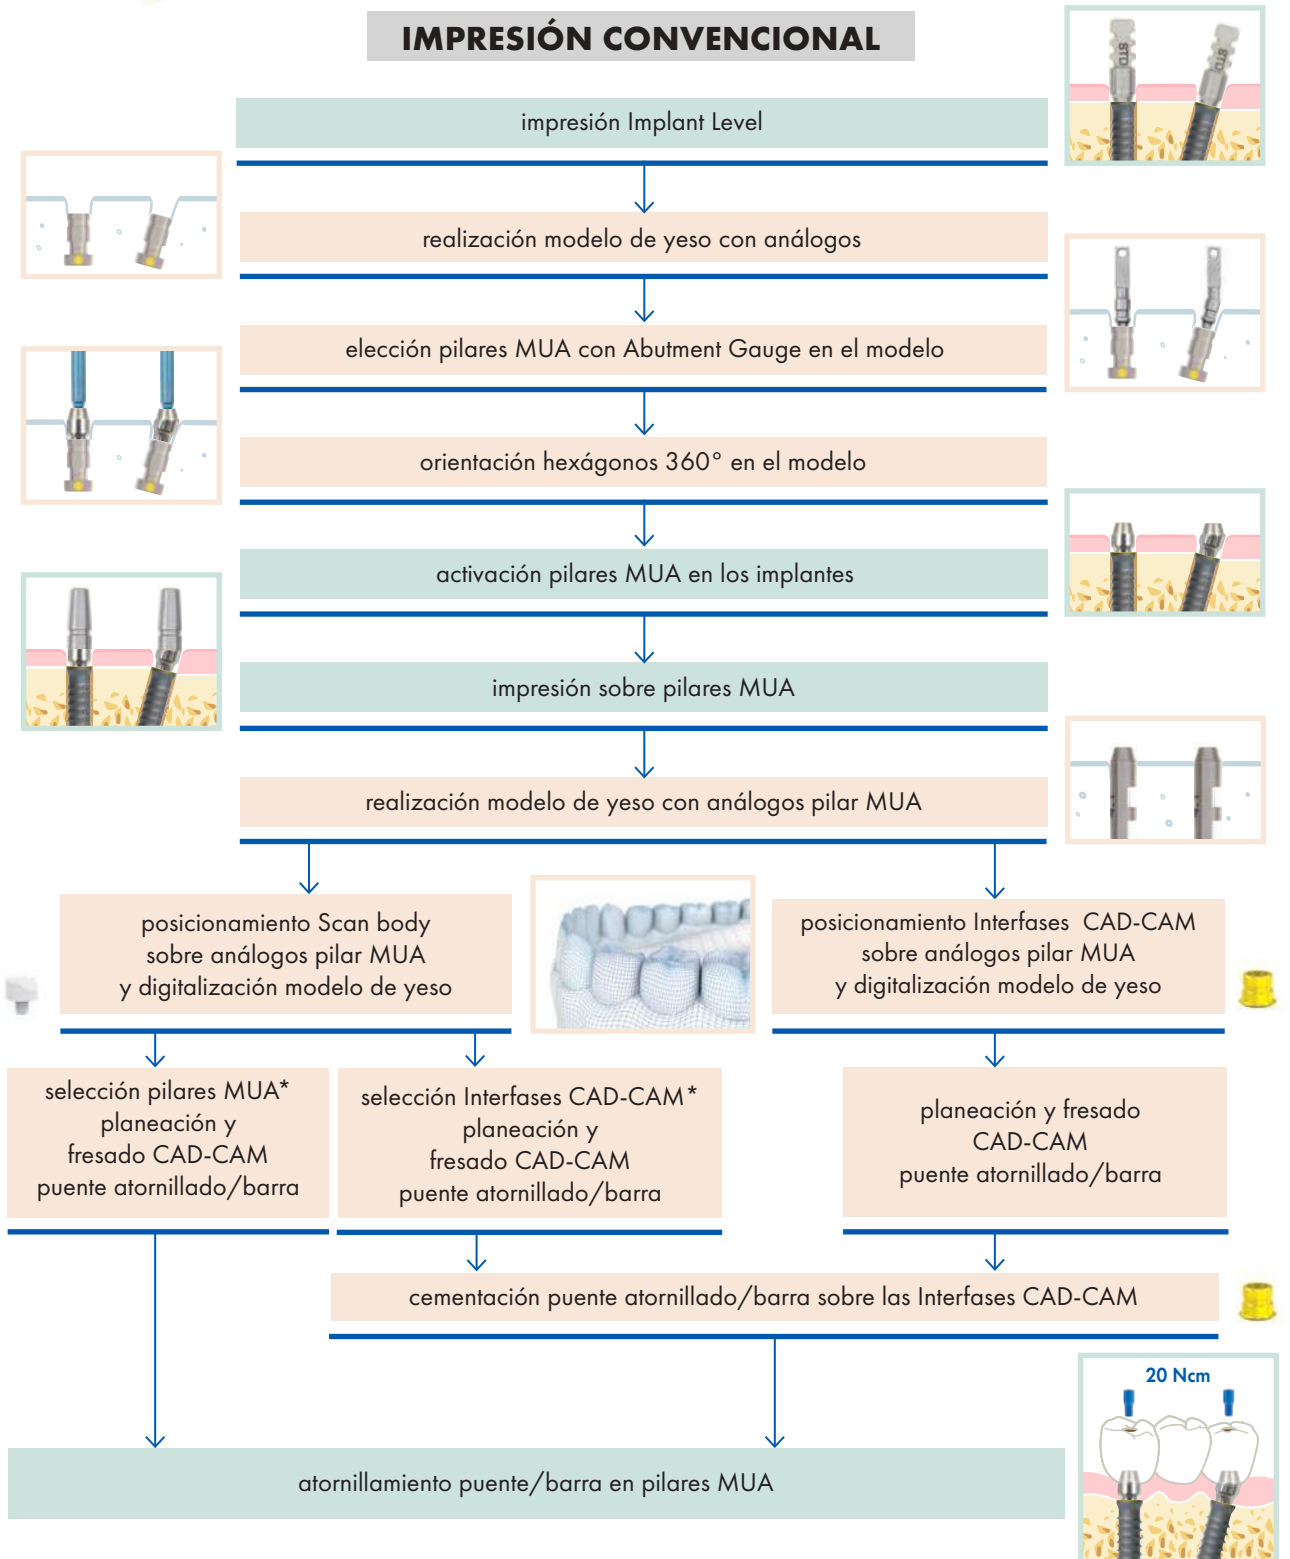 IMPRESIÓN CONVENCIONAL
STD
STD
impresión Implant Level
realización modelo de yeso con análogos
elección pilares MUA con Abutment Gauge en el modelo
orientación hexágonos 360° en el modelo
activación pilares MUA en los implantes
impresión sobre pilares MUA
realización modelo de yeso con análogos pilar MUA
posicionamiento Scan body
sobre análogos pilar MUA
y digitalización modelo de yeso
posicionamiento Interfases CAD-CAM
sobre análogos pilar MUA
y digitalización modelo de yeso
selección pilares MUA*
planeación y
fresado CAD-CAM
puente atornillado/barra
selección Interfases CAD-CAM*
planeación y
fresado CAD-CAM
puente atornillado/barra
planeación y fresado
CAD-CAM
puente atornillado/barra
cementación puente atornillado/barra sobre las Interfases CAD-CAM
20 Ncm
atornillamiento puente/barra en pilares MUA